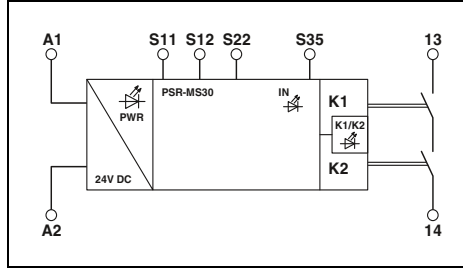 A1 S11 S12 S22 S35 13
PSR-MS30 IN K1
PWR K1/K2
24V DC K2
A2 14